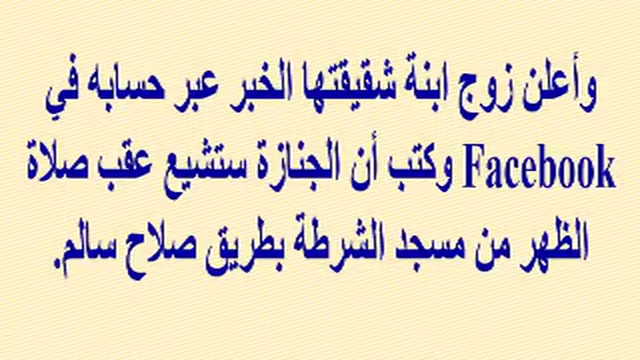 وأعلن زوج ابنة شقيقتها الخبر عبر حسابه في
Facebook وكتب أن الجنازة ستشيع عقب صلاة
الظهر من مسجد الشرطة بطريق صلاح سالم.